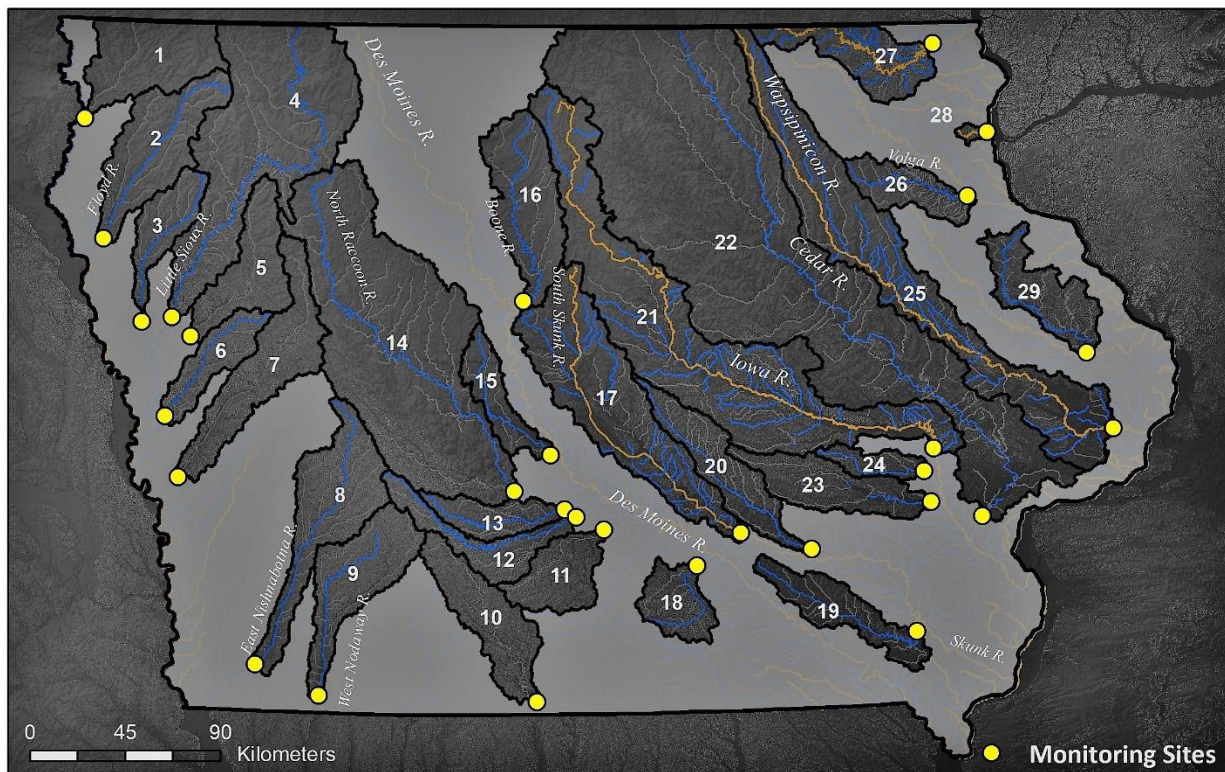 1
2
3
4
5
6
7
8
9
10
11
12
13
14
15
16
17
18
19
20
21
22
23
24
25
26
27
28
29
Floyd R.
Little Sioux R.
North Raccoon R.
Des Moines R.
Boone R.
South Skunk R.
Wapsipinicon R.
Cedar R.
Iowa R.
Volga R.
East Nishnabotna R.
West Nodaway R.
Des Moines R.
Skunk R.
0 45 90
Kilometers
Monitoring Sites